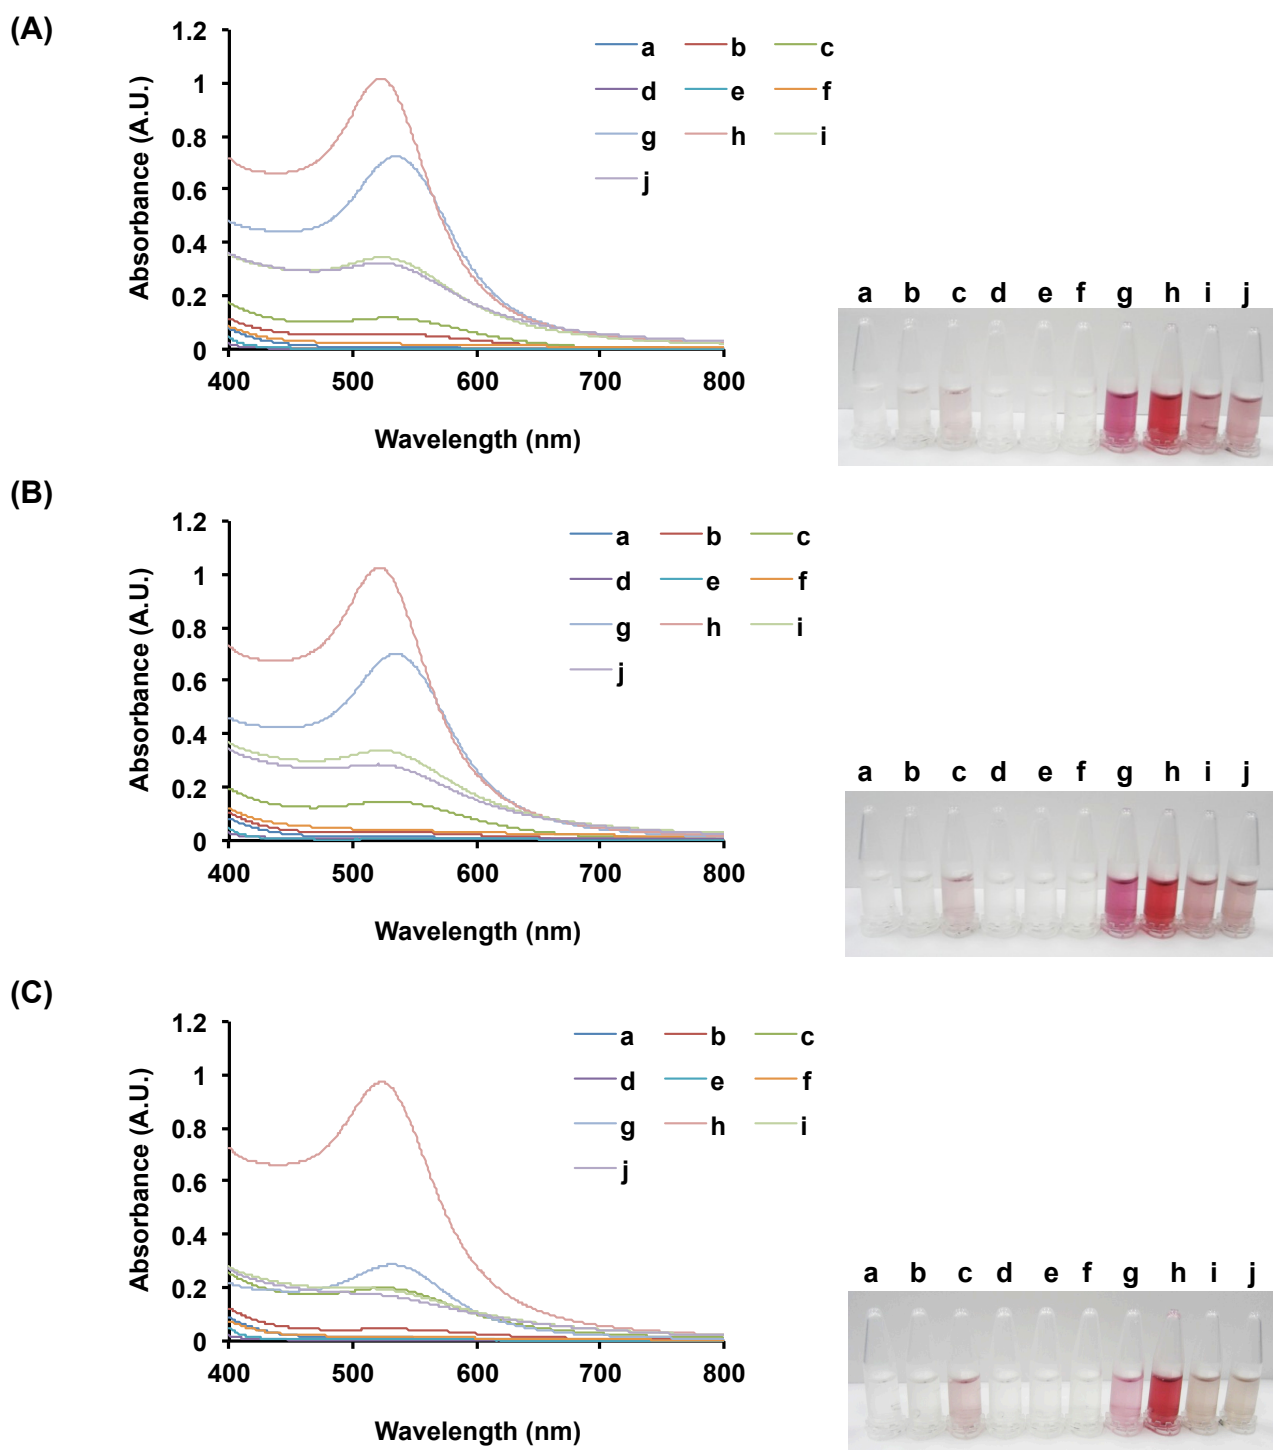 (A)
1.2
1
0.8
0.6
0.4
0.2
0
Absorbance (A.U.)
400 500 600 700 800
Wavelength (nm)
a b c
d e f
g h i
j
a b c d e f g h i j
(B)
1.2
1
0.8
0.6
0.4
0.2
0
Absorbance (A.U.)
400 500 600 700 800
Wavelength (nm)
a b c
d e f
g h i
j
a b c d e f g h i j
(C)
1.2
1
0.8
0.6
0.4
0.2
0
Absorbance (A.U.)
400 500 600 700 800
Wavelength (nm)
a b c
d e f
g h i
j
a b c d e f g h i j